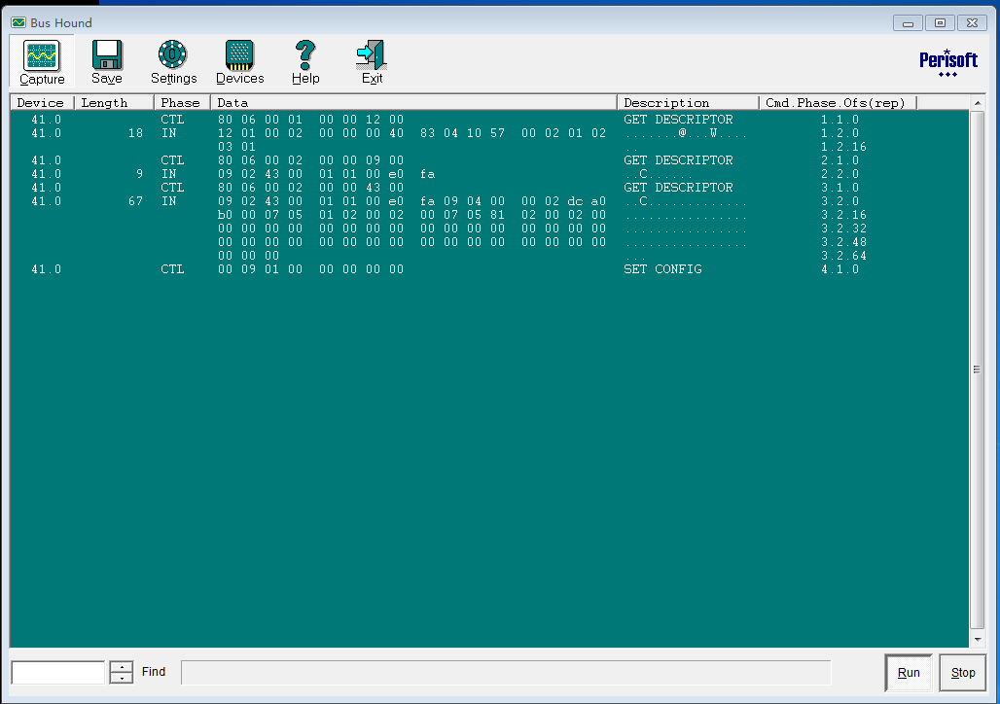 Bus Hound
Capture Save Settings Devices Help Exit Perisoft
Device Length Phase Data Description Cmd.Phase.Ofs(rep)
41.0 CTL 80 06 00 01 00 00 12 00 GET DESCRIPTOR 1.1.0
41.0 18 IN 12 01 00 02 00 00 00 40 83 04 10 57 00 02 01 02 .......@...W.... 1.2.0
03 01 .. 1.2.16
41.0 CTL 80 06 00 02 00 00 09 00 GET DESCRIPTOR 2.1.0
41.0 9 IN 09 02 43 00 01 01 00 e0 fa ..C...... 2.2.0
41.0 CTL 80 06 00 02 00 00 43 00 GET DESCRIPTOR 3.1.0
41.0 67 IN 09 02 43 00 01 01 00 e0 fa 09 04 00 00 02 dc a0 ..C............. 3.2.0
b0 00 07 05 01 02 00 02 00 07 05 81 02 00 02 00 ................ 3.2.16
00 00 00 00 00 00 00 00 00 00 00 00 00 00 00 00 ................ 3.2.32
00 00 00 00 00 00 00 00 00 00 00 00 00 00 00 00 ................ 3.2.48
00 00 00 ... 3.2.64
41.0 CTL 00 09 01 00 00 00 00 00 SET CONFIG 4.1.0
Find Run Stop